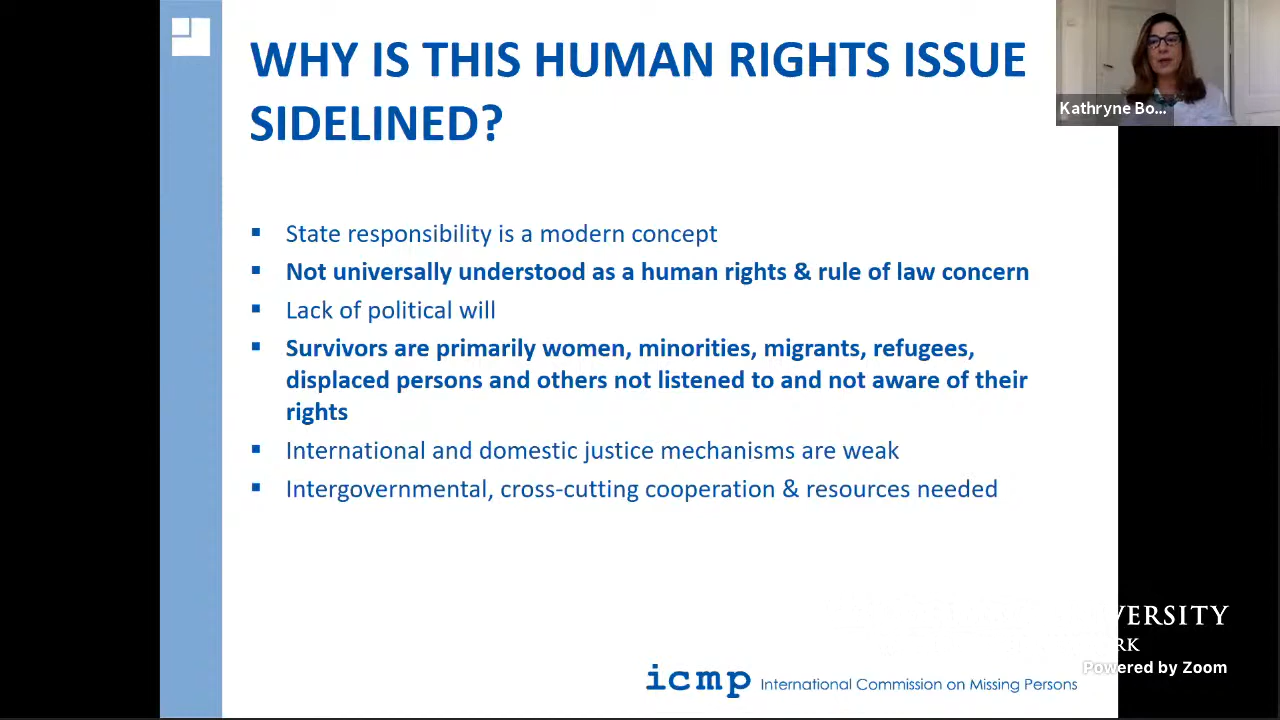 WHY IS THIS HUMAN RIGHTS ISSUE
SIDELINED?
Kathryne Bo...
▪ State responsibility is a modern concept
▪ Not universally understood as a human rights & rule of law concern
▪ Lack of political will
▪ Survivors are primarily women, minorities, migrants, refugees,
displaced persons and others not listened to and not aware of their
rights
▪ International and domestic justice mechanisms are weak
▪ Intergovernmental, cross-cutting cooperation & resources needed
VERSITY
RK
Powered by Zoom
icmp International Commission on Missing Persons